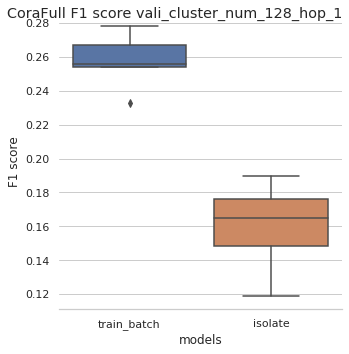 CoraFull F1 score vali_cluster_num_128_hop_1
0.28
0.26
0.24
0.22
0.20
0.18
0.16
0.14
0.12
F1 score
train_batch
isolate
models